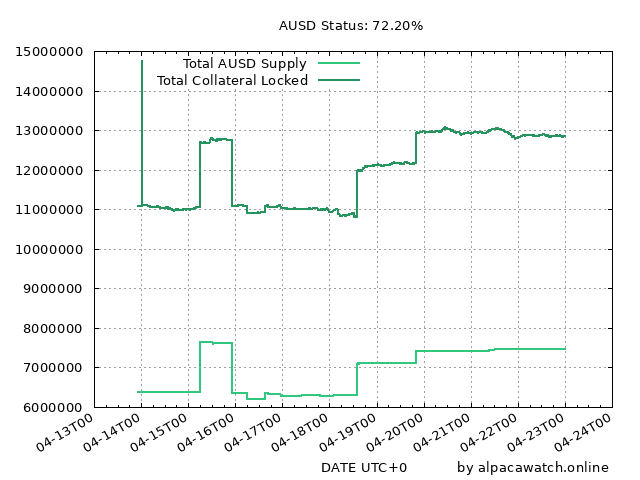 AUSD Status: 72.20%
15000000
14000000
13000000
12000000
11000000
10000000
9000000
8000000
7000000
6000000
Total AUSD Supply
Total Collateral Locked
04-13T00
04-14T00
04-15T00
04-16T00
04-17T00
04-18T00
04-19T00
04-20T00
04-21T00
04-22T00
04-23T00
04-24T00
DATE UTC+0
by alpacawatch.online